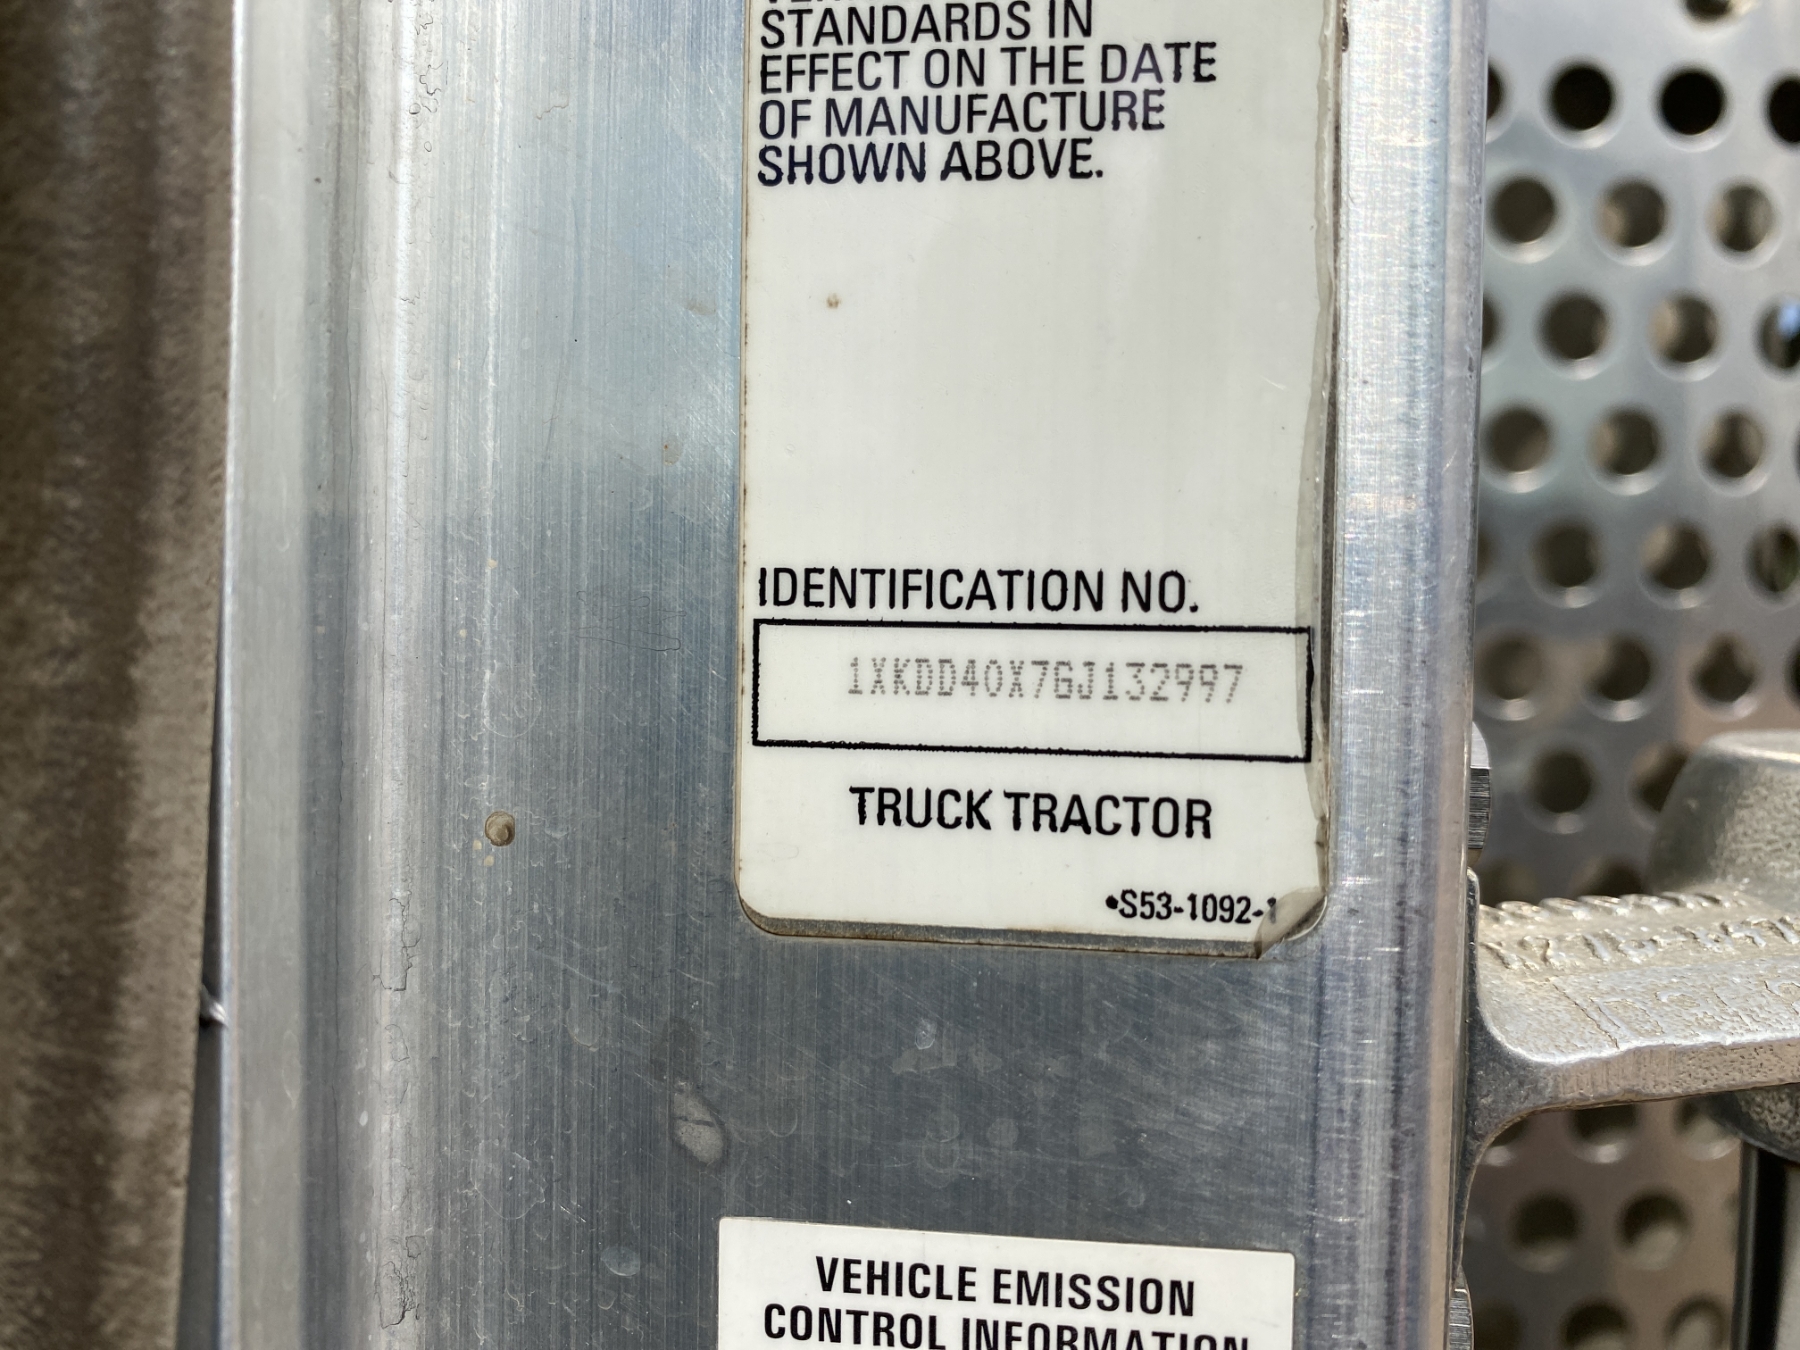 STANDARDS IN
EFFECT ON THE DATE
OF MANUFACTURE
SHOWN ABOVE.
IDENTIFICATION NO.
1XKDD40X7GJ132997
TRUCK TRACTOR
•S53-1092-1
VEHICLE EMISSION
CONTROL INFORMATION